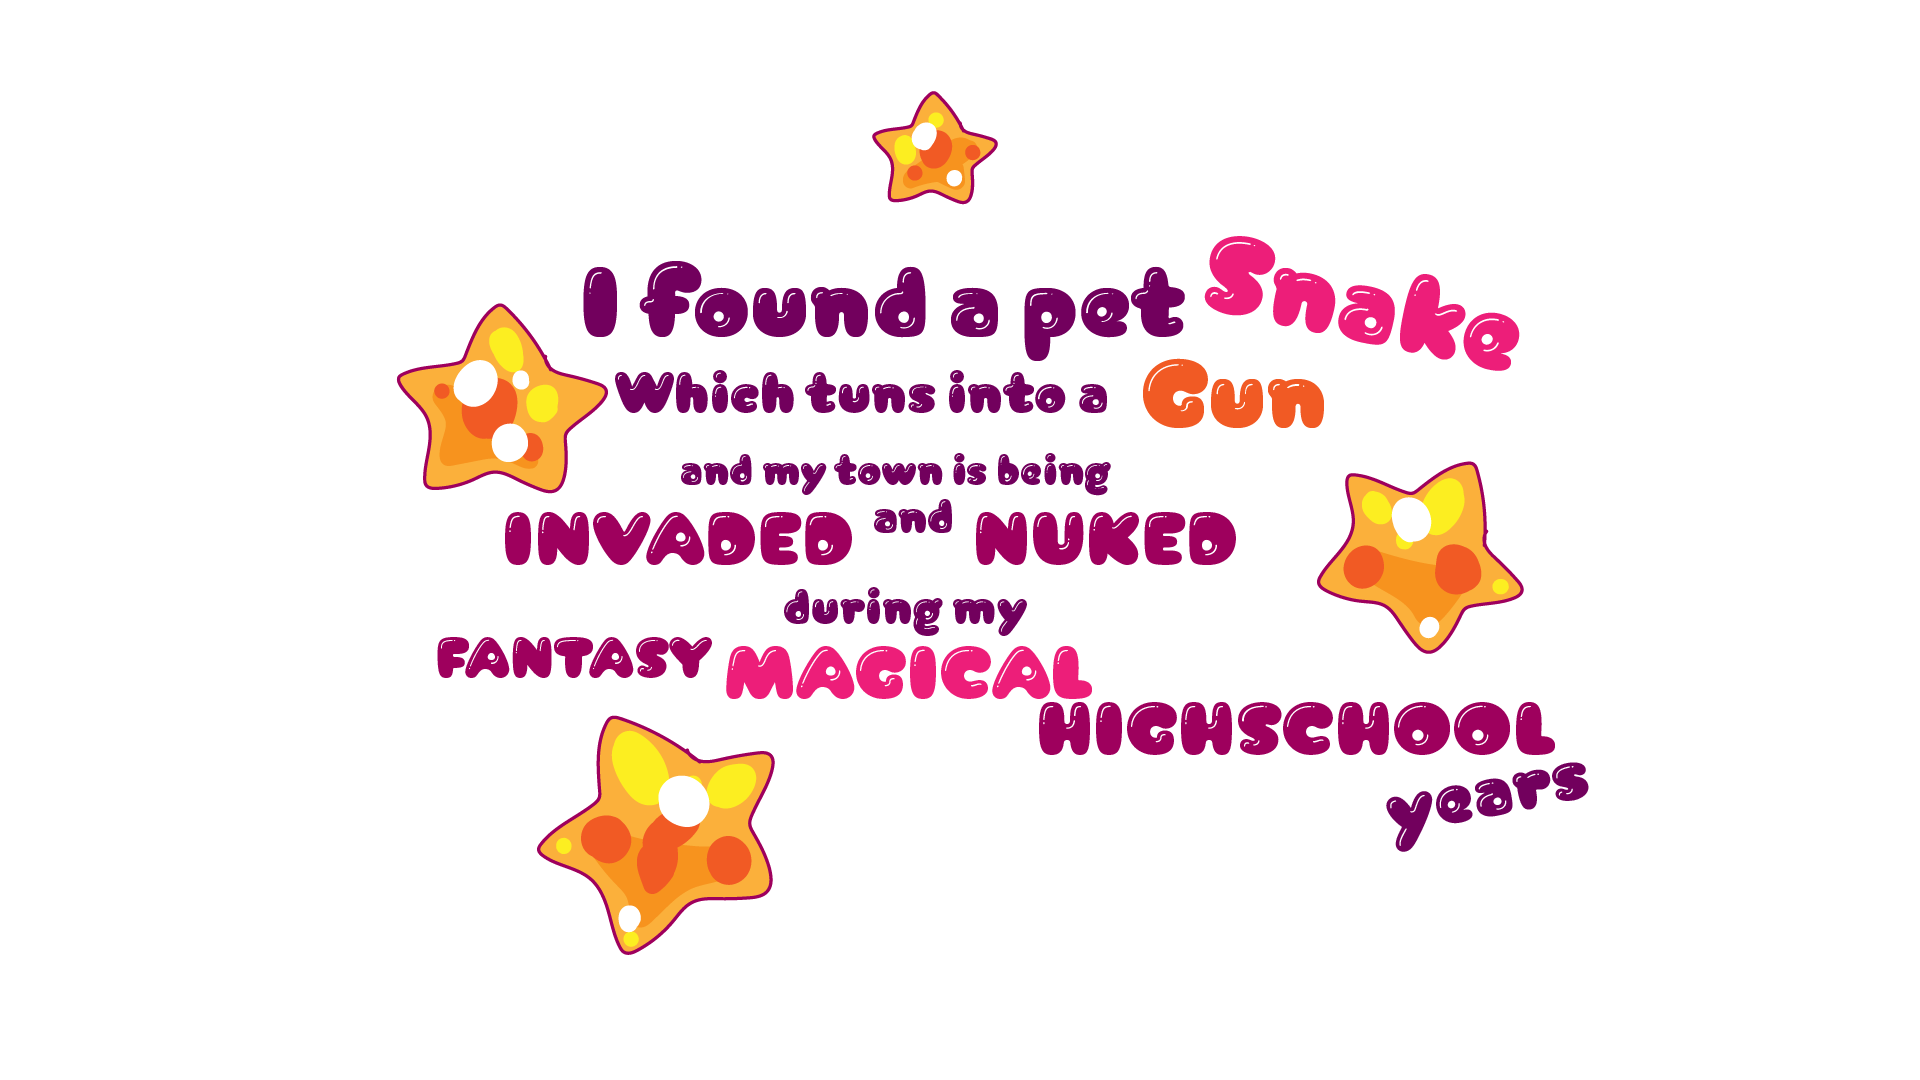 I found a pet Snake
Which tuns into a Gun
and my town is being
INVADED and NUKED
during my
FANTASY MAGICAL
HIGHSCHOOL
years